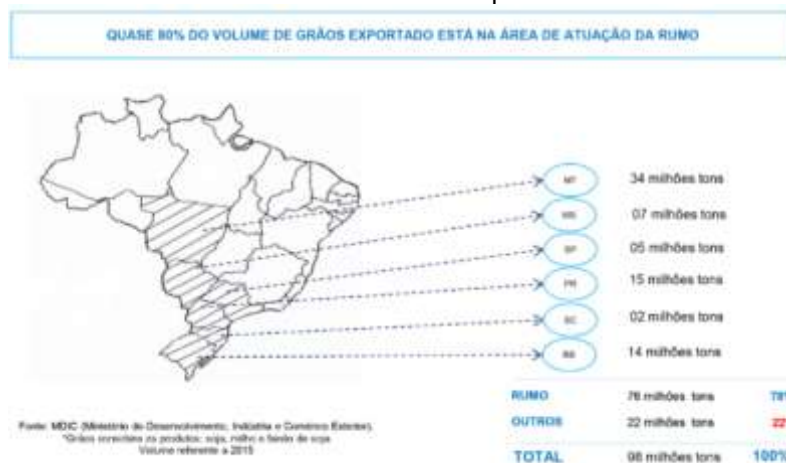 QUASE 80% DO VOLUME DE GRÃOS EXPORTADO ESTÁ NA ÁREA DE ATUAÇÃO DA RUMO
MT 34 milhões tons
MS 07 milhões tons
SP 05 milhões tons
PR 15 milhões tons
SC 02 milhões tons
RS 14 milhões tons
RUMO 76 milhões tons 78%
OUTROS 22 milhões tons 22%
TOTAL 98 milhões tons 100%
Fonte: MDIC (Ministério do Desenvolvimento, Indústria e Comércio Exterior).
*Grãos considera os produtos: soja, milho e farelo de soja
Volume referente a 2015